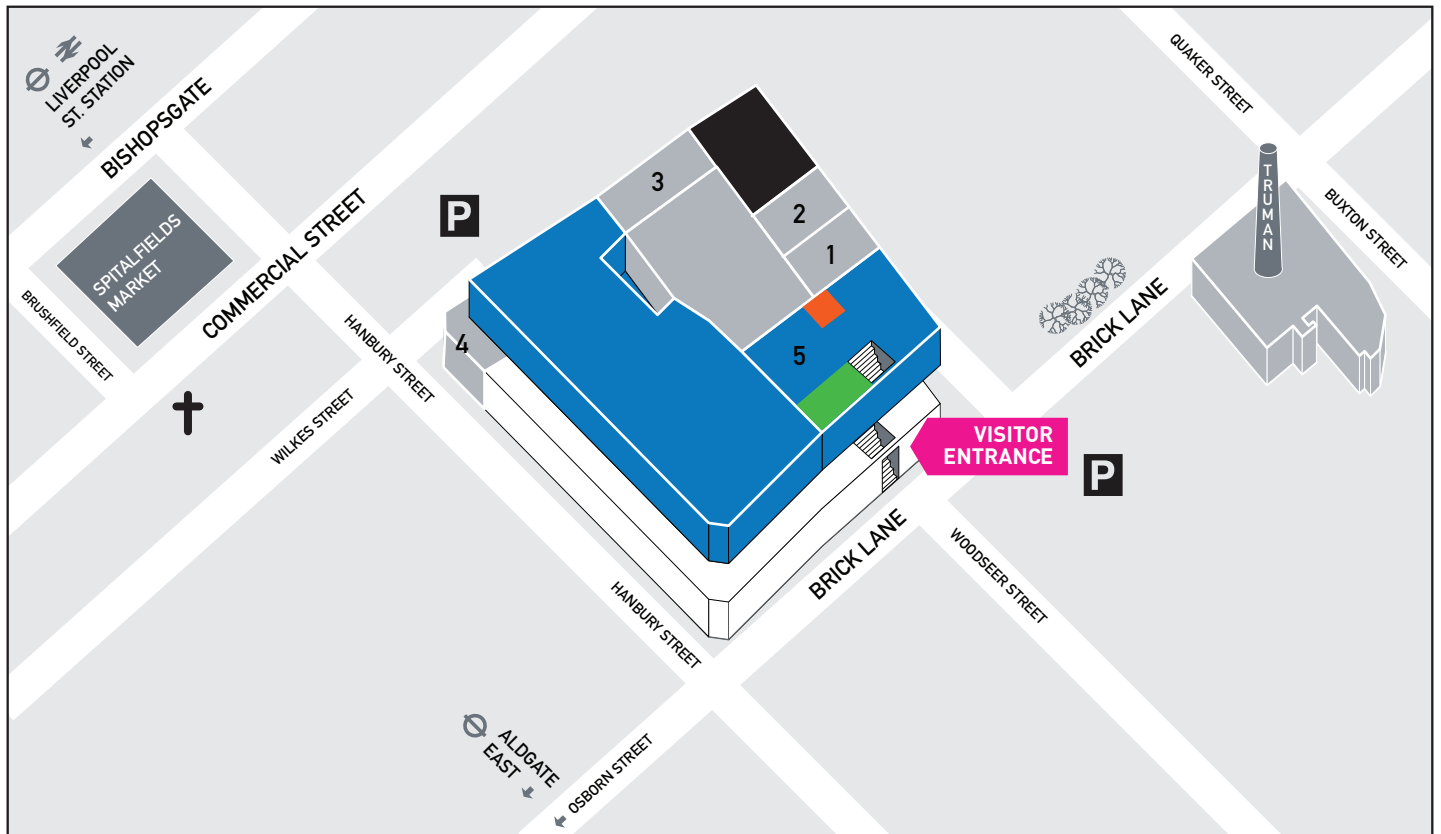 LIVERPOOL
ST. STATION
BISHOPSGATE
SPITALFIELDS
MARKET
BRUSHFIELD STREET
COMMERCIAL STREET
HANBURY STREET
WILKES STREET
P
3
2
1
4
5
QUAKER STREET
TRUMAN
BUXTON STREET
BRICK LANE
VISITOR
ENTRANCE
P
BRICK LANE
WOODSEER STREET
HANBURY STREET
ALDGATE
EAST
OSBORN STREET